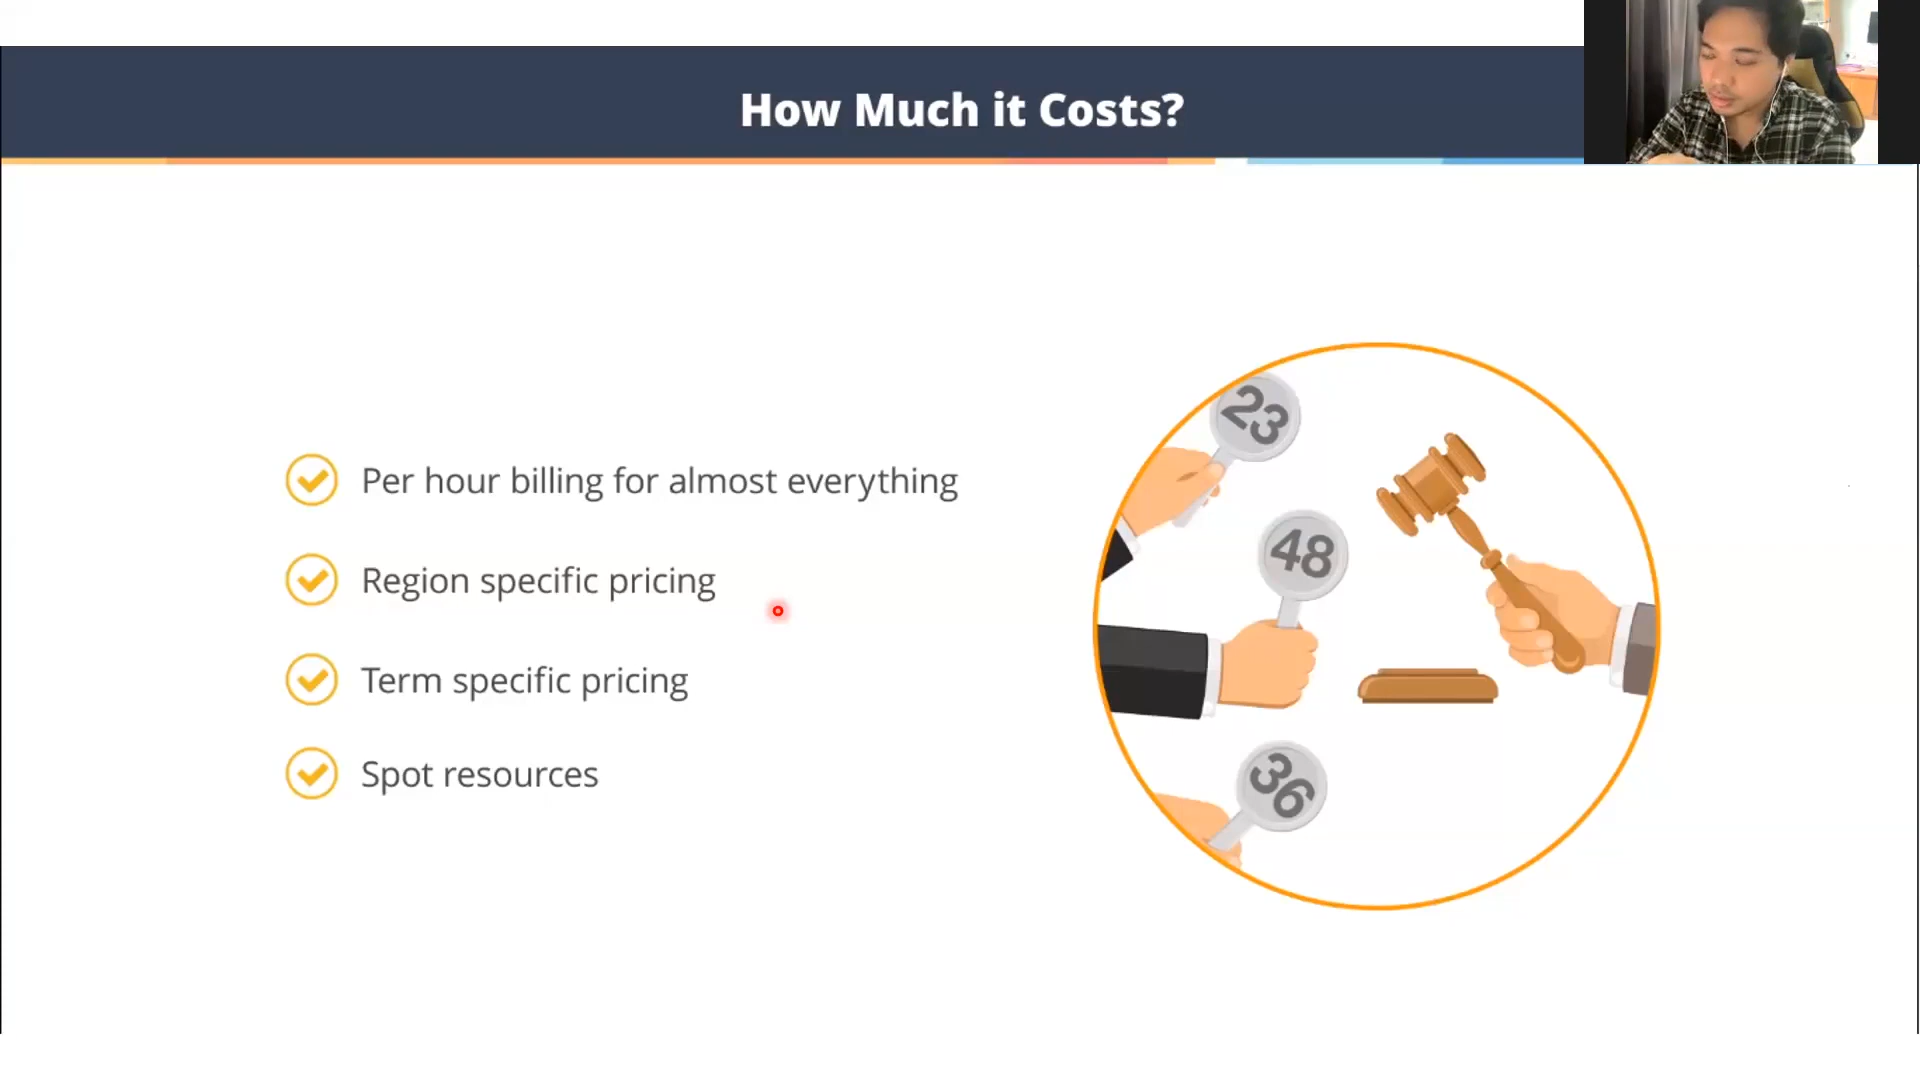 How Much it Costs?
Per hour billing for almost everything
Region specific pricing
Term specific pricing
Spot resources
23
48
36